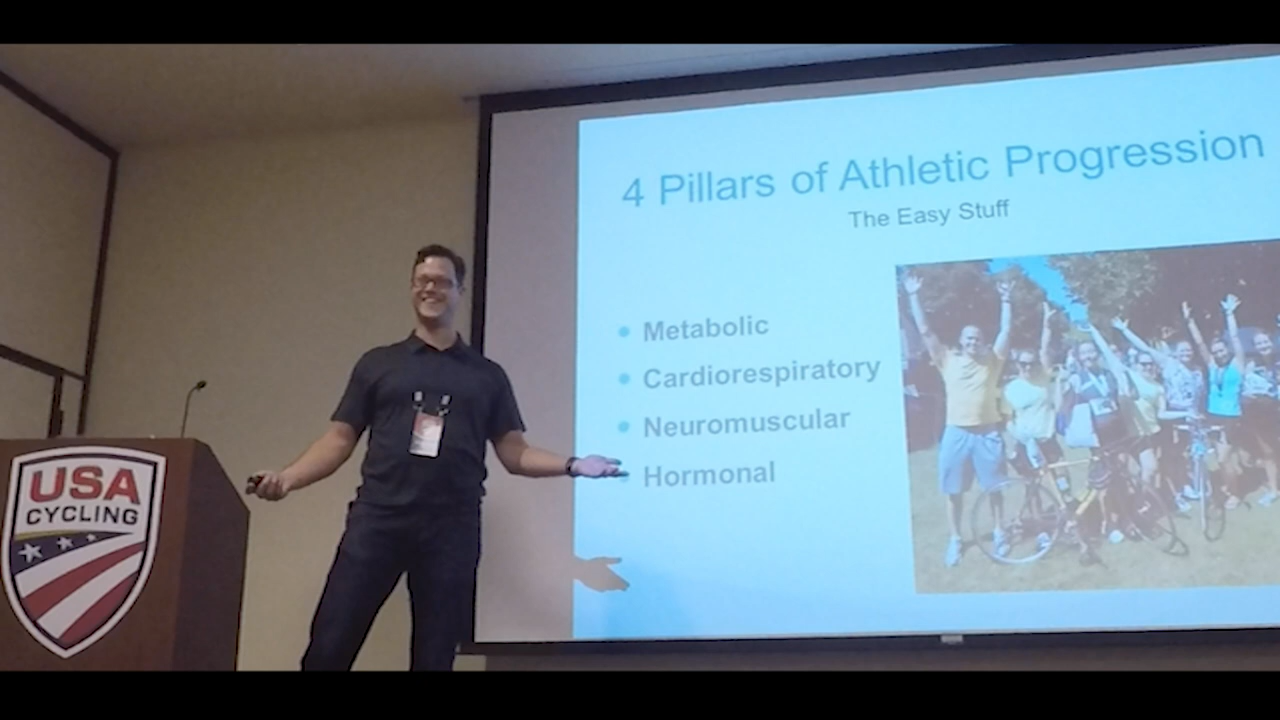 USA
CYCLING
4 Pillars of Athletic Progression
The Easy Stuff
Metabolic
Cardiorespiratory
Neuromuscular
Hormonal